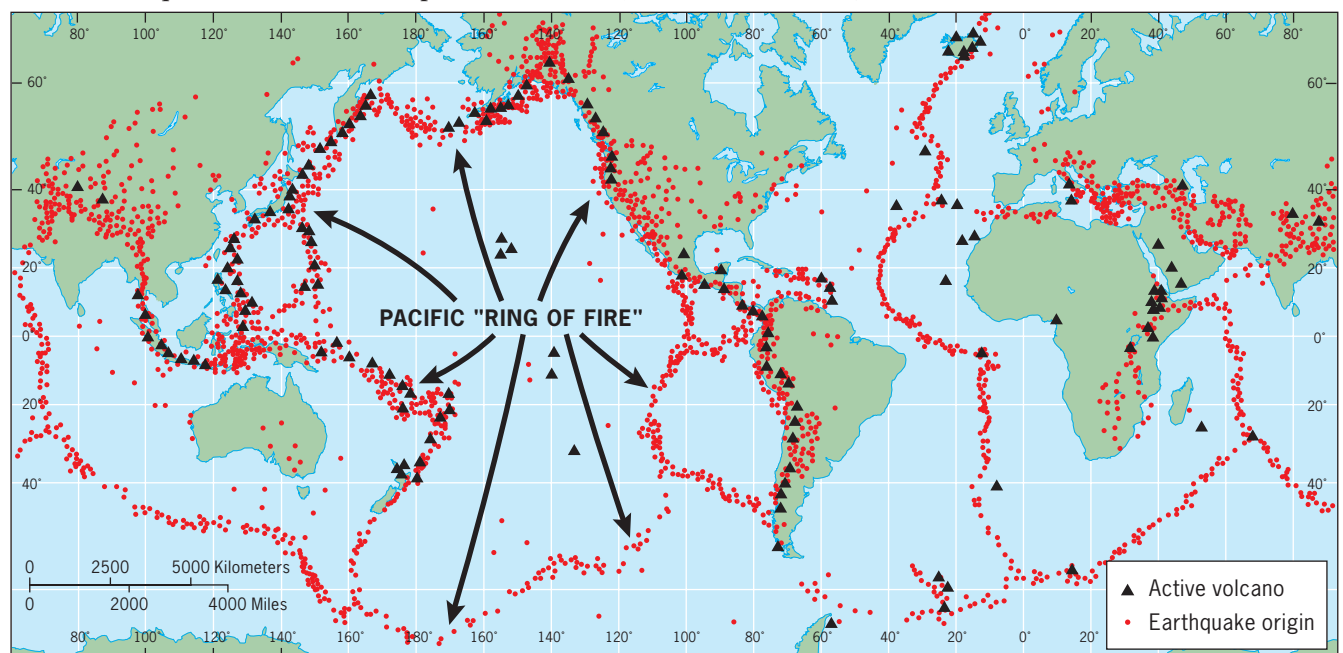 80° 100° 120° 140° 160° 180° 160° 140° 120° 100° 80° 60° 40° 20° 0° 20° 40° 60° 80°
60° 60°
40° 40°
20° 20°
PACIFIC "RING OF FIRE"
0° 0°
20° 20°
40° 40°
0 2500 5000 Kilometers
0 2000 4000 Miles
Active volcano
Earthquake origin
80° 100° 120° 140° 160° 180° 160° 140° 120° 100° 80° 60° 40° 20° 0° 20°